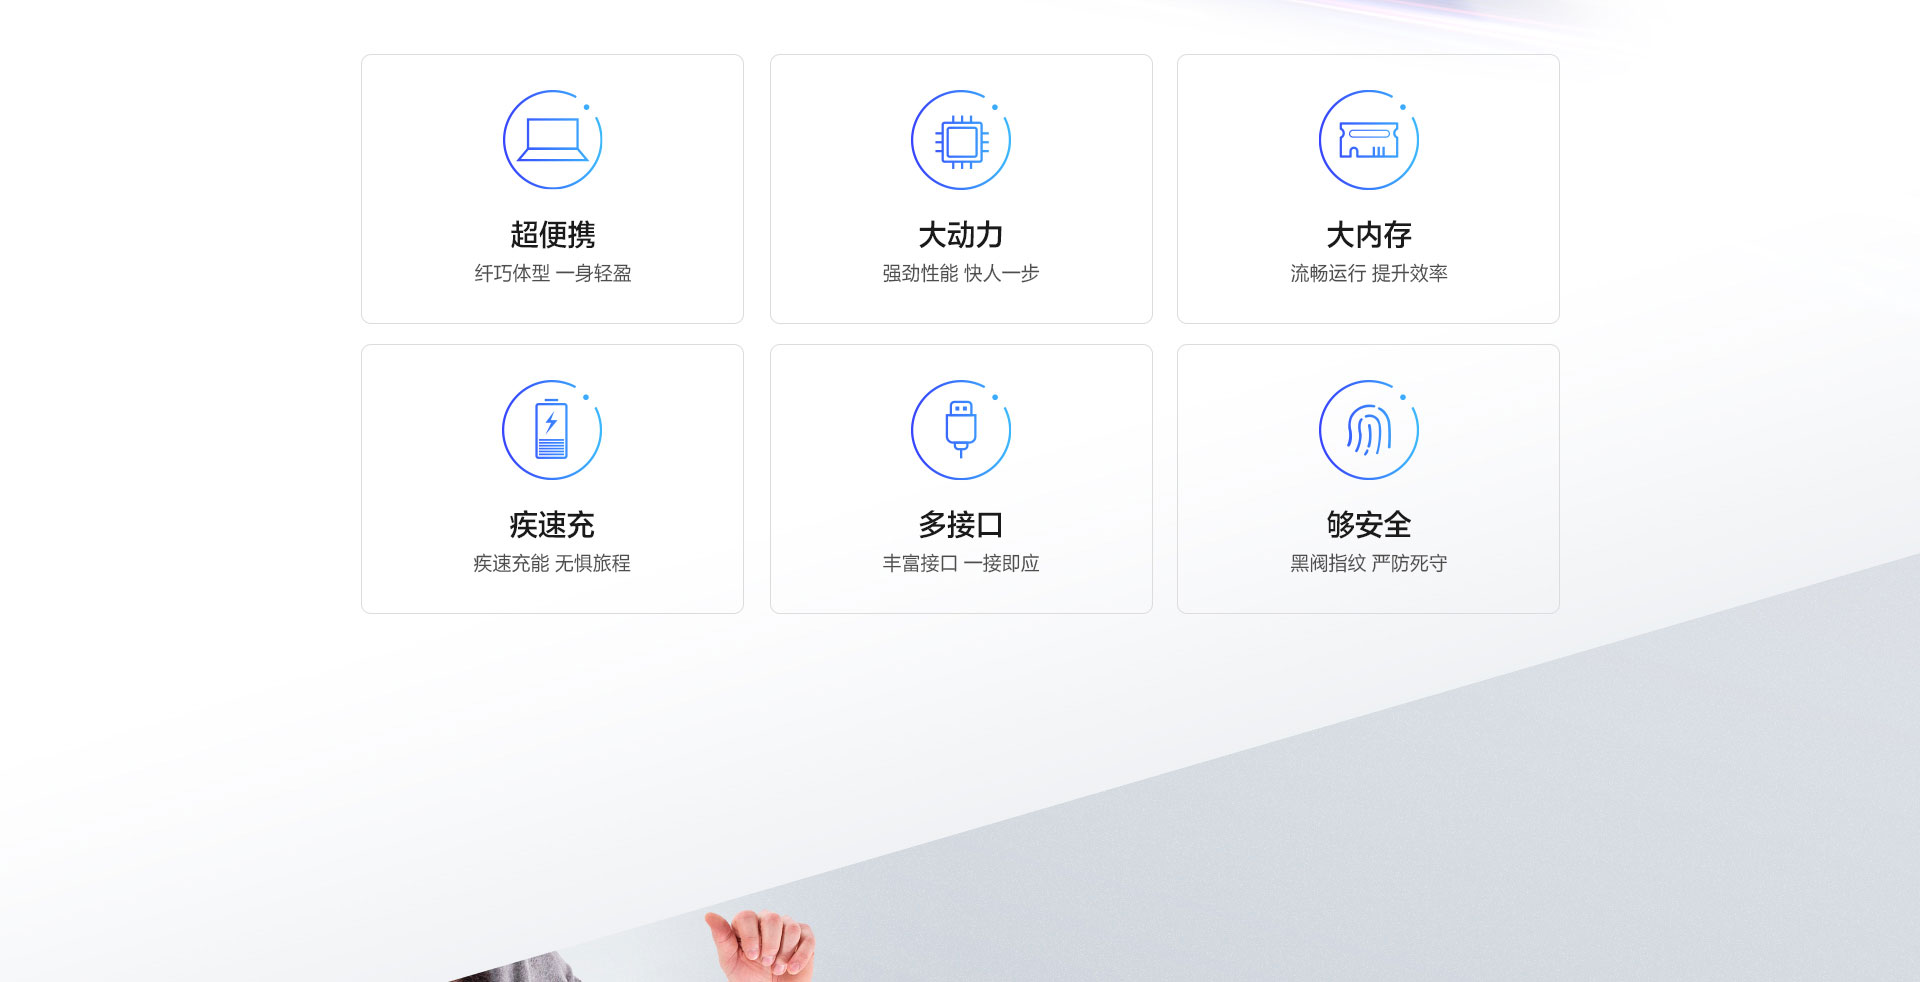 超便携
纤巧体型 一身轻盈
大动力
强劲性能 快人一步
大内存
流畅运行 提升效率
疾速充
疾速充能 无惧旅程
多接口
丰富接口 一接即应
够安全
黑阀指纹 严防死守